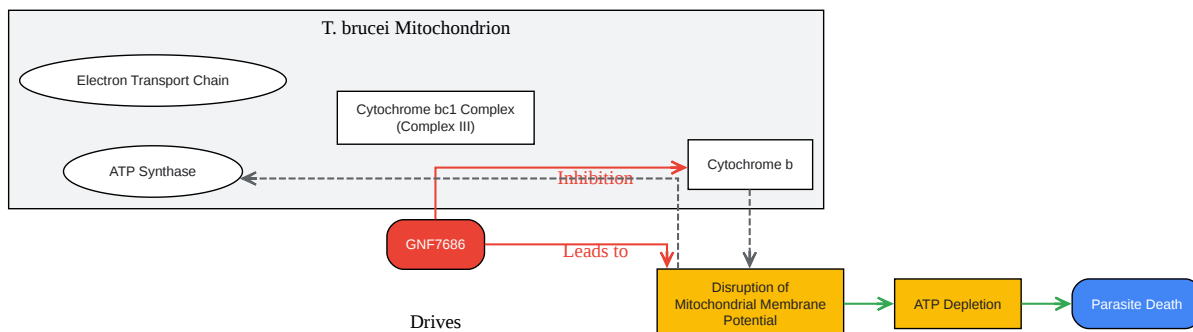 T. brucei Mitochondrion
Electron Transport Chain
Cytochrome bc1 Complex
(Complex III)
ATP Synthase
Cytochrome b
Inhibition
GNF7686
Leads to
Disruption of
Mitochondrial Membrane
Potential
ATP Depletion
Parasite Death
Drives